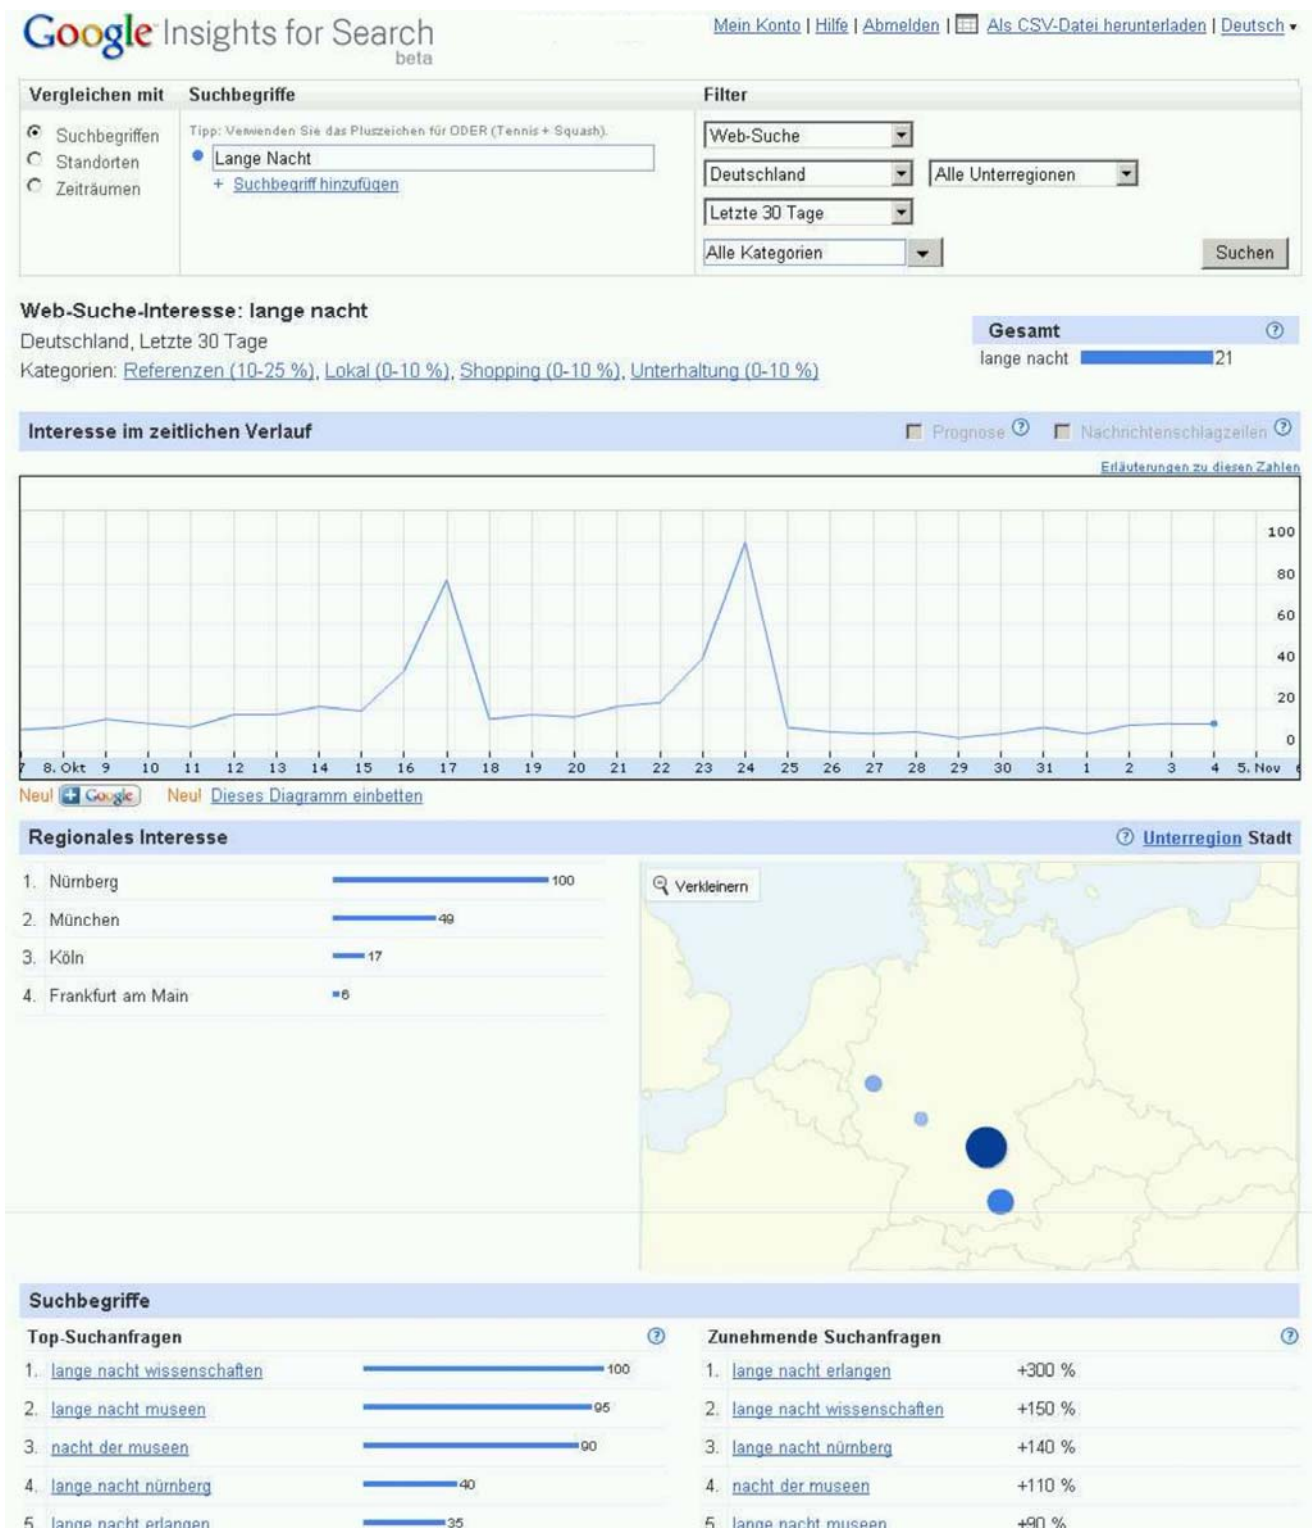 Google Insights for Search
beta
Mein Konto | Hilfe | Abmelden | Als CSV-Datei herunterladen | Deutsch
Vergleichen mit Suchbegriffe Filter
Suchbegriffen
Standorten
Zeiträumen
Tipp: Verwenden Sie das Pluszeichen für ODER (Tennis + Squash).
Lange Nacht
+ Suchbegriff hinzufügen
Web-Suche
Deutschland Alle Unterregionen
Letzte 30 Tage
Alle Kategorien Suchen
Web-Suche-Interesse: lange nacht
Deutschland, Letzte 30 Tage
Kategorien: Referenzen (10-25 %), Lokal (0-10 %), Shopping (0-10 %), Unterhaltung (0-10 %)
Gesamt ?
lange nacht 21
Interesse im zeitlichen Verlauf Prognose ? Nachrichtenschlagzeilen ?
Erläuterungen zu diesen Zahlen
100
80
60
40
20
0
7 8. Okt 9 10 11 12 13 14 15 16 17 18 19 20 21 22 23 24 25 26 27 28 29 30 31 1 2 3 4 5. Nov
Neu! + Google Neu! Dieses Diagramm einbetten
Regionales Interesse ? Unterregion Stadt
1. Nürnberg 100
2. München 49
3. Köln 17
4. Frankfurt am Main 6
Verkleinern
Suchbegriffe
Top-Suchanfragen ?
1. lange nacht wissenschaften 100
2. lange nacht museen 95
3. nacht der museen 90
4. lange nacht nürnberg 40
5. lange nacht erlangen 35
Zunehmende Suchanfragen ?
1. lange nacht erlangen +300 %
2. lange nacht wissenschaften +150 %
3. lange nacht nürnberg +140 %
4. nacht der museen +110 %
5. lange nacht museen +90 %